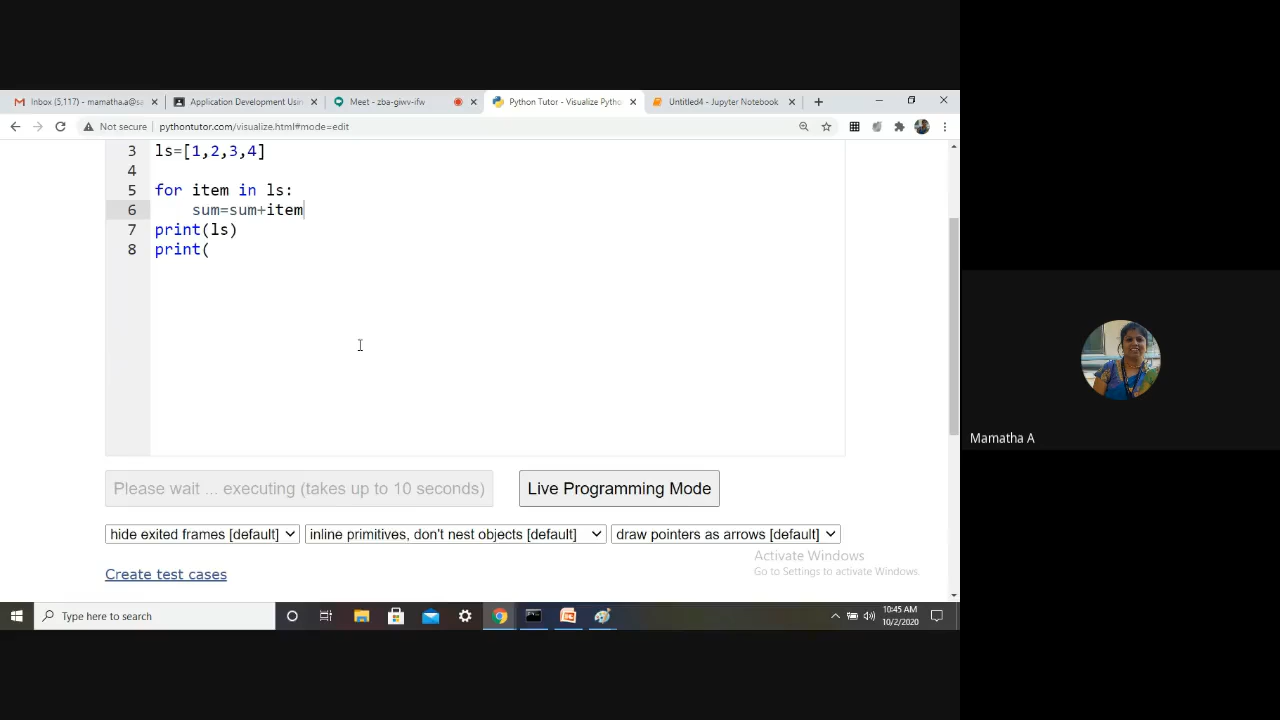 Inbox (5,117) - mamatha.a@sa
Application Development Usin
Meet - zba-giwv-ifw
Python Tutor - Visualize Pytho
Untitled4 - Jupyter Notebook
Not secure | pythontutor.com/visualize.html#mode=edit
3 ls=[1,2,3,4]
4
5 for item in ls:
6 sum=sum+item
7 print(ls)
8 print(
Please wait ... executing (takes up to 10 seconds)
Live Programming Mode
hide exited frames [default]
inline primitives, don't nest objects [default]
draw pointers as arrows [default]
Activate Windows
Go to Settings to activate Windows.
Create test cases
Type here to search
10:45 AM
10/2/2020
Mamatha A